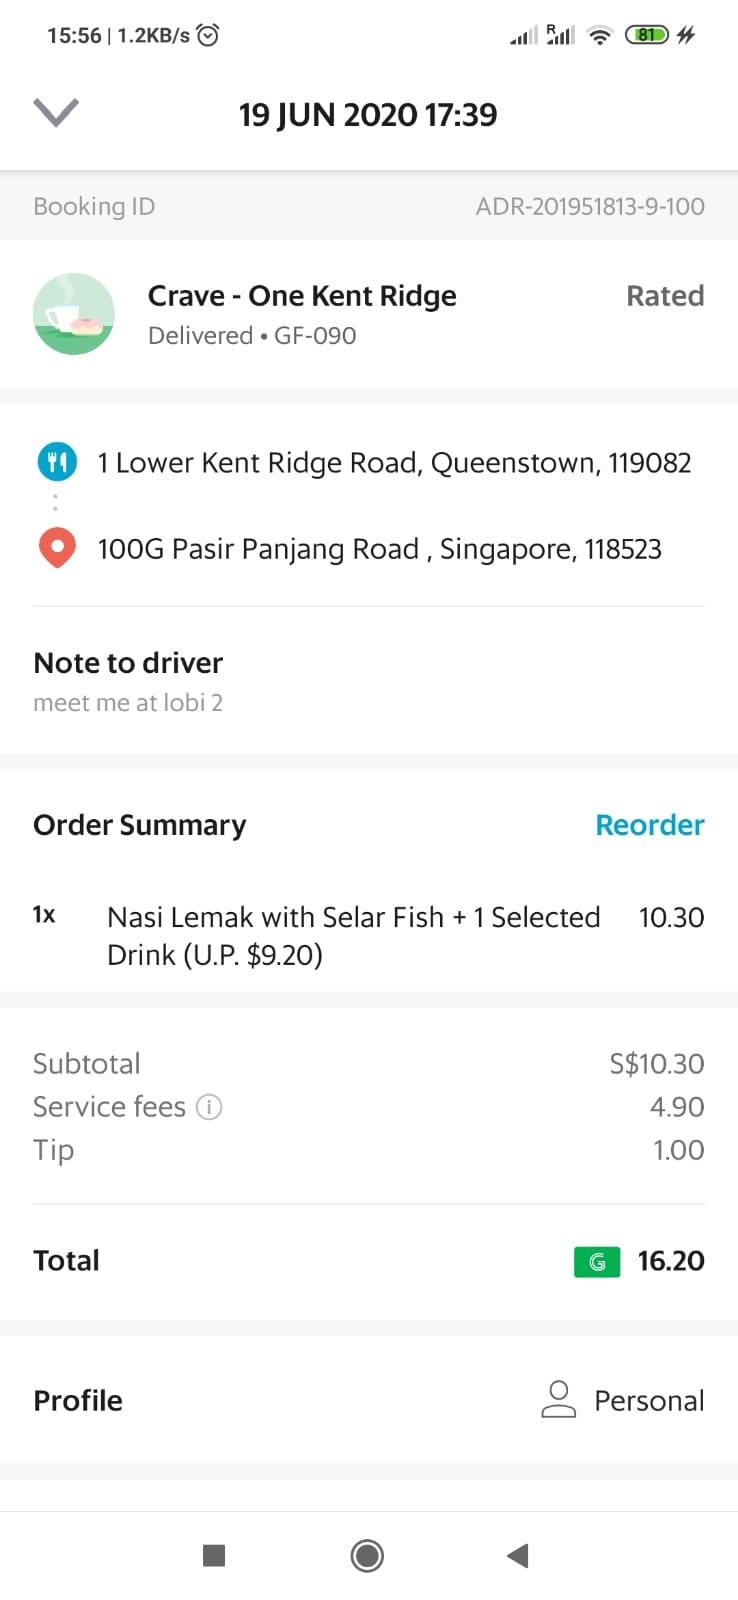 15:56 | 1.2KB/s R 81
19 JUN 2020 17:39
Booking ID ADR-201951813-9-100
Crave - One Kent Ridge Rated
Delivered • GF-090
1 Lower Kent Ridge Road, Queenstown, 119082
100G Pasir Panjang Road , Singapore, 118523
Note to driver
meet me at lobi 2
Order Summary Reorder
1x Nasi Lemak with Selar Fish + 1 Selected 10.30
Drink (U.P. $9.20)
Subtotal S$10.30
Service fees 4.90
Tip 1.00
Total G 16.20
Profile Personal